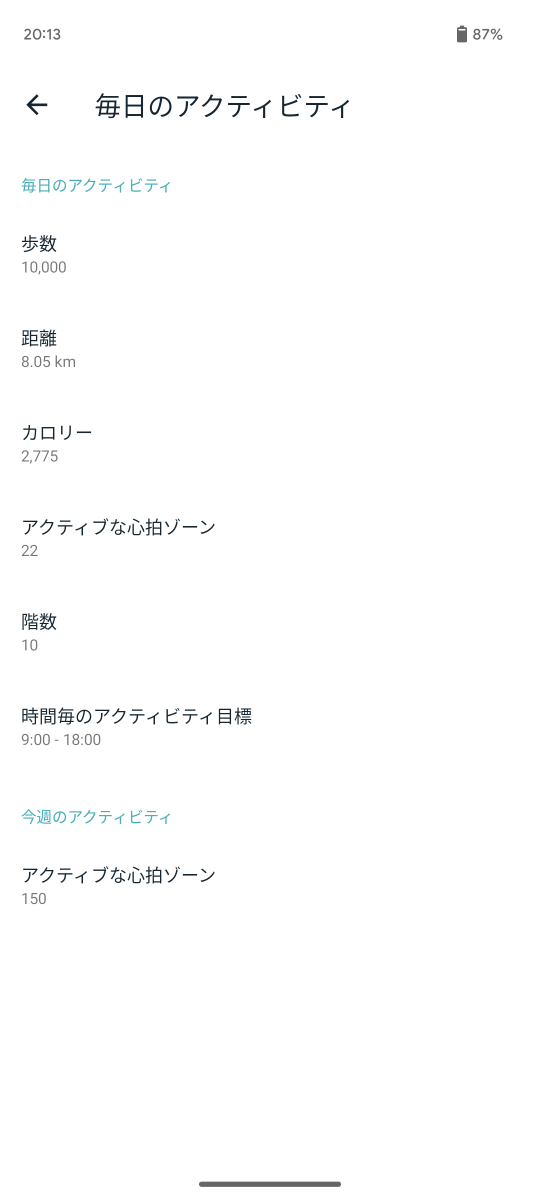 20:13
87%
毎日のアクティビティ
毎日のアクティビティ
歩数
10,000
距離
8.05 km
カロリー
2,775
アクティブな心拍ゾーン
22
階数
10
時間毎のアクティビティ目標
9:00 - 18:00
今週のアクティビティ
アクティブな心拍ゾーン
150